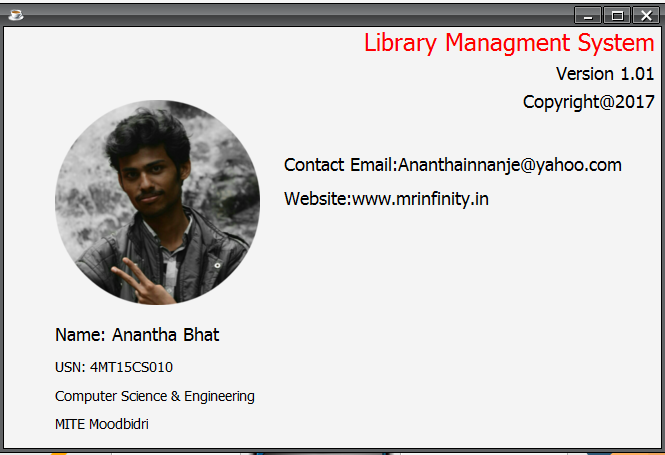 Library Managment System
Version 1.01
Copyright@2017
Contact Email:Ananthainnanje@yahoo.com
Website:www.mrinfinity.in
Name: Anantha Bhat
USN: 4MT15CS010
Computer Science & Engineering
MITE Moodbidri